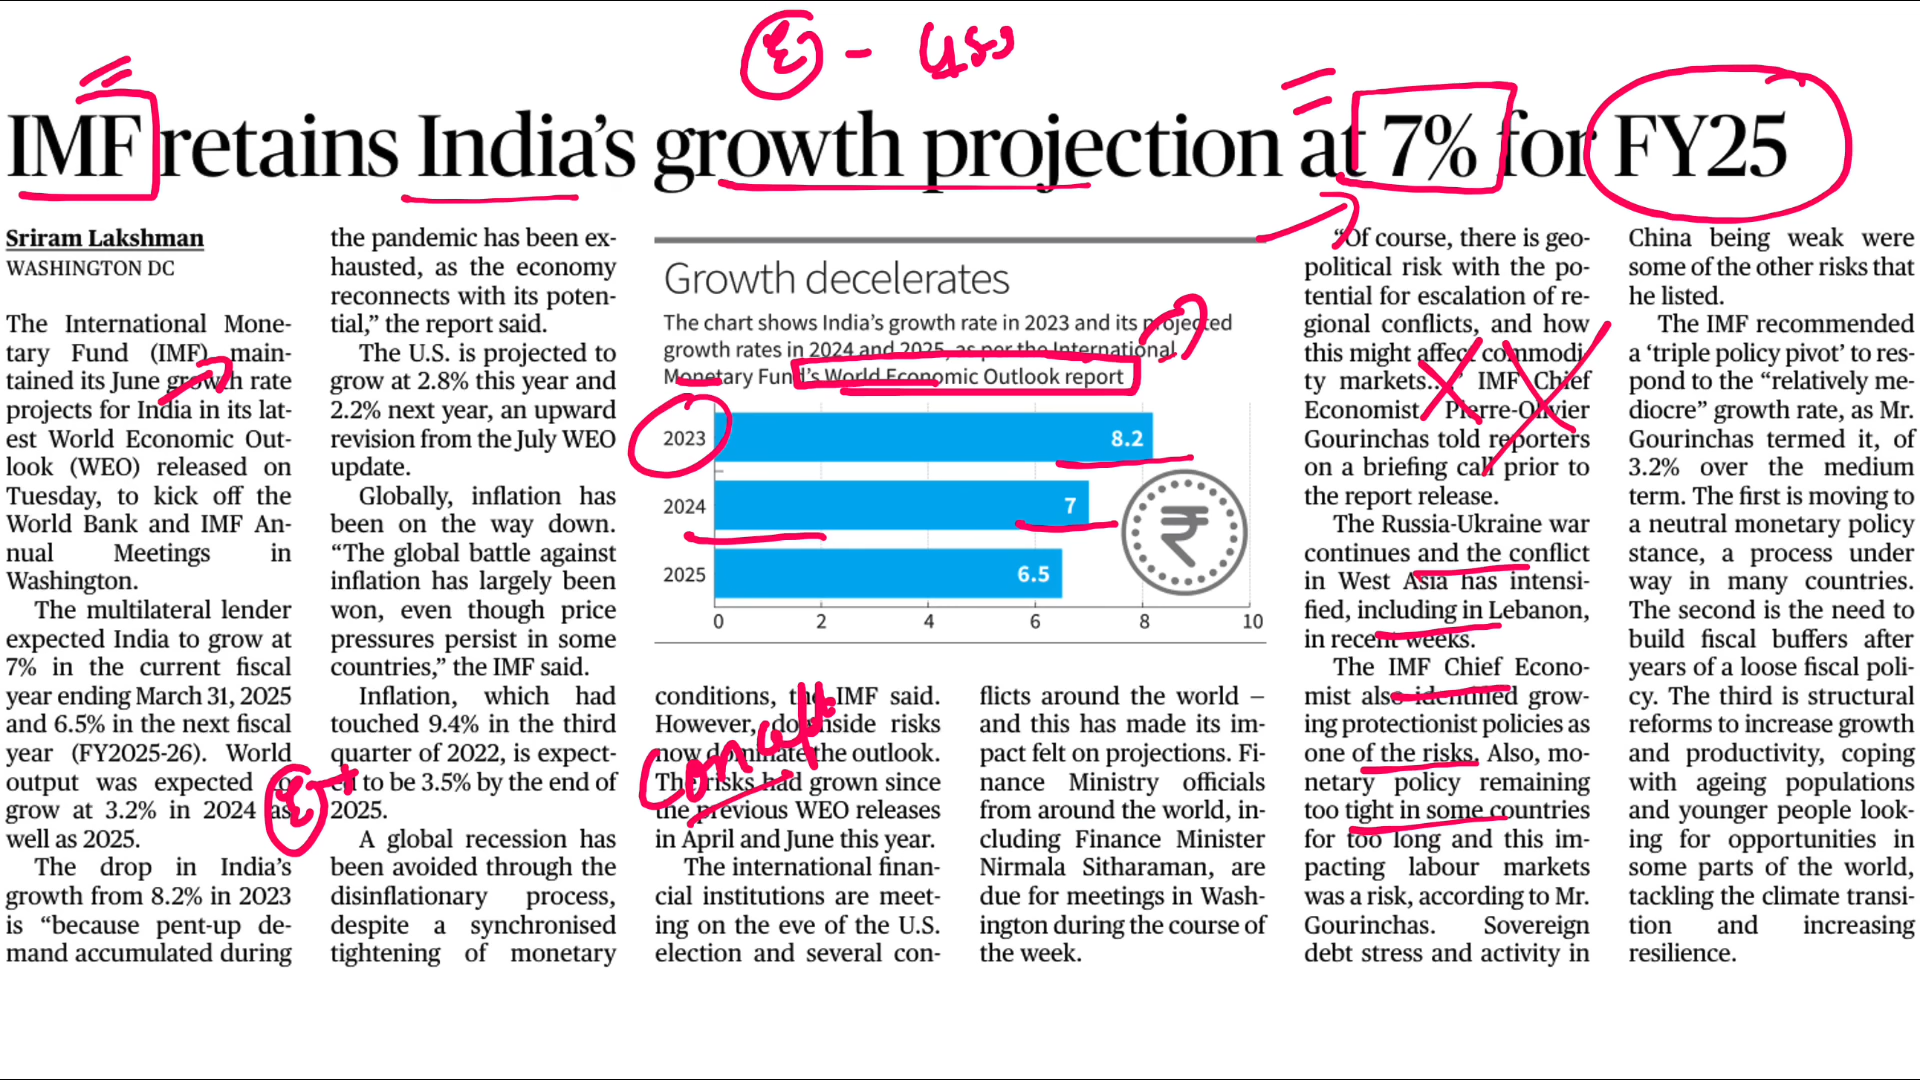 IMF retains India’s growth projection at 7% for FY25
Sriram Lakshman
WASHINGTON DC
The International Mone-
tary Fund (IMF) main-
tained its June growth rate
projects for India in its lat-
est World Economic Out-
look (WEO) released on
Tuesday, to kick off the
World Bank and IMF An-
nual Meetings in
Washington.
The multilateral lender
expected India to grow at
7% in the current fiscal
year ending March 31, 2025
and 6.5% in the next fiscal
year (FY2025-26). World
output was expected to
grow at 3.2% in 2024 as
well as 2025.
The drop in India’s
growth from 8.2% in 2023
is “because pent-up de-
mand accumulated during
the pandemic has been ex-
hausted, as the economy
reconnects with its poten-
tial,” the report said.
The U.S. is projected to
grow at 2.8% this year and
2.2% next year, an upward
revision from the July WEO
update.
Globally, inflation has
been on the way down.
“The global battle against
inflation has largely been
won, even though price
pressures persist in some
countries,” the IMF said.
Inflation, which had
touched 9.4% in the third
quarter of 2022, is expect-
ed to be 3.5% by the end of
2025.
A global recession has
been avoided through the
disinflationary process,
despite a synchronised
tightening of monetary
Growth decelerates
The chart shows India’s growth rate in 2023 and its projected
growth rates in 2024 and 2025, as per the International
Monetary Fund’s World Economic Outlook report
2023 8.2
2024 7
2025 6.5
0 2 4 6 8 10
₹
conditions, the IMF said.
However, downside risks
now dominate the outlook.
The risks had grown since
the previous WEO releases
in April and June this year.
The international finan-
cial institutions are meet-
ing on the eve of the U.S.
election and several con-
Concept
flicts around the world –
and this has made its im-
pact felt on projections. Fi-
nance Ministry officials
from around the world, in-
cluding Finance Minister
Nirmala Sitharaman, are
due for meetings in Wash-
ington during the course of
the week.
“Of course, there is geo-
political risk with the po-
tential for escalation of re-
gional conflicts, and how
this might affect commodi-
ty markets...” IMF Chief
Economist Pierre-Olivier
Gourinchas told reporters
on a briefing call prior to
the report release.
The Russia-Ukraine war
continues and the conflict
in West Asia has intensi-
fied, including in Lebanon,
in recent weeks.
The IMF Chief Econo-
mist also identified grow-
ing protectionist policies as
one of the risks. Also, mo-
netary policy remaining
too tight in some countries
for too long and this im-
pacting labour markets
was a risk, according to Mr.
Gourinchas. Sovereign
debt stress and activity in
China being weak were
some of the other risks that
he listed.
The IMF recommended
a ‘triple policy pivot’ to res-
pond to the “relatively me-
diocre” growth rate, as Mr.
Gourinchas termed it, of
3.2% over the medium
term. The first is moving to
a neutral monetary policy
stance, a process under
way in many countries.
The second is the need to
build fiscal buffers after
years of a loose fiscal poli-
cy. The third is structural
reforms to increase growth
and productivity, coping
with ageing populations
and younger people look-
ing for opportunities in
some parts of the world,
tackling the climate transi-
tion and increasing
resilience.